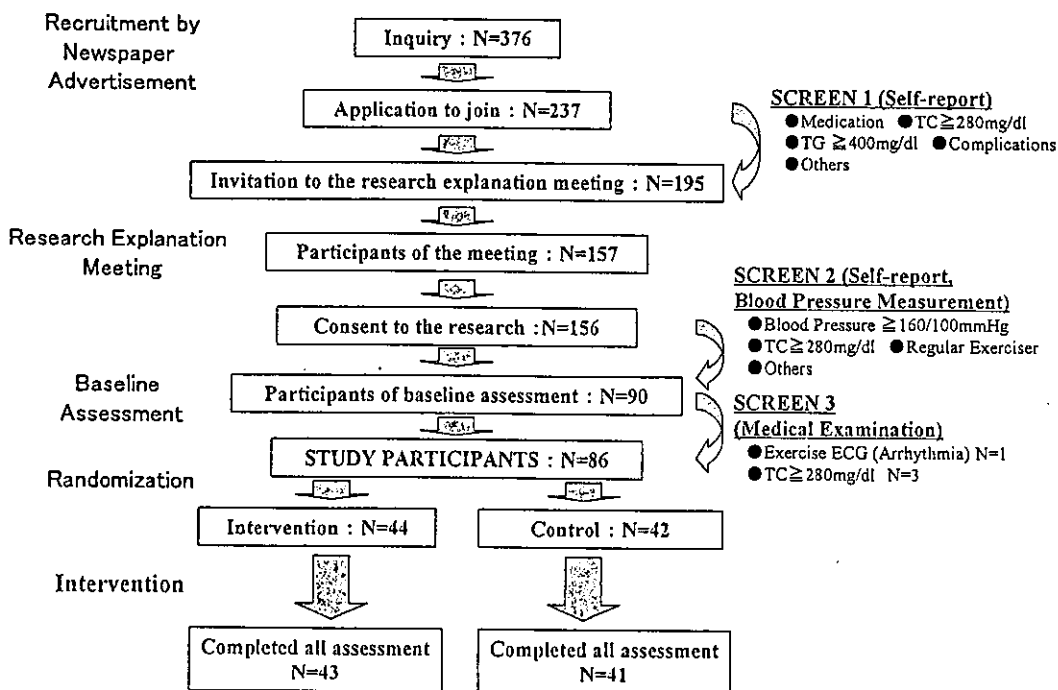 Recruitment by
Newspaper
Advertisement
Inquiry : N=376
Application to join : N=237
SCREEN 1 (Self-report)
●Medication ●TC≧280mg/dl
●TG ≧400mg/dl ●Complications
●Others
Invitation to the research explanation meeting : N=195
Research Explanation
Meeting
Participants of the meeting : N=157
SCREEN 2 (Self-report,
Blood Pressure Measurement)
●Blood Pressure ≧160/100mmHg
●TC≧280mg/dl ●Regular Exerciser
●Others
Consent to the research : N=156
Baseline
Assessment
Participants of baseline assessment : N=90
SCREEN 3
(Medical Examination)
●Exercise ECG (Arrhythmia) N=1
●TC≧280mg/dl N=3
STUDY PARTICIPANTS : N=86
Randomization
Intervention : N=44
Control : N=42
Intervention
Completed all assessment
N=43
Completed all assessment
N=41